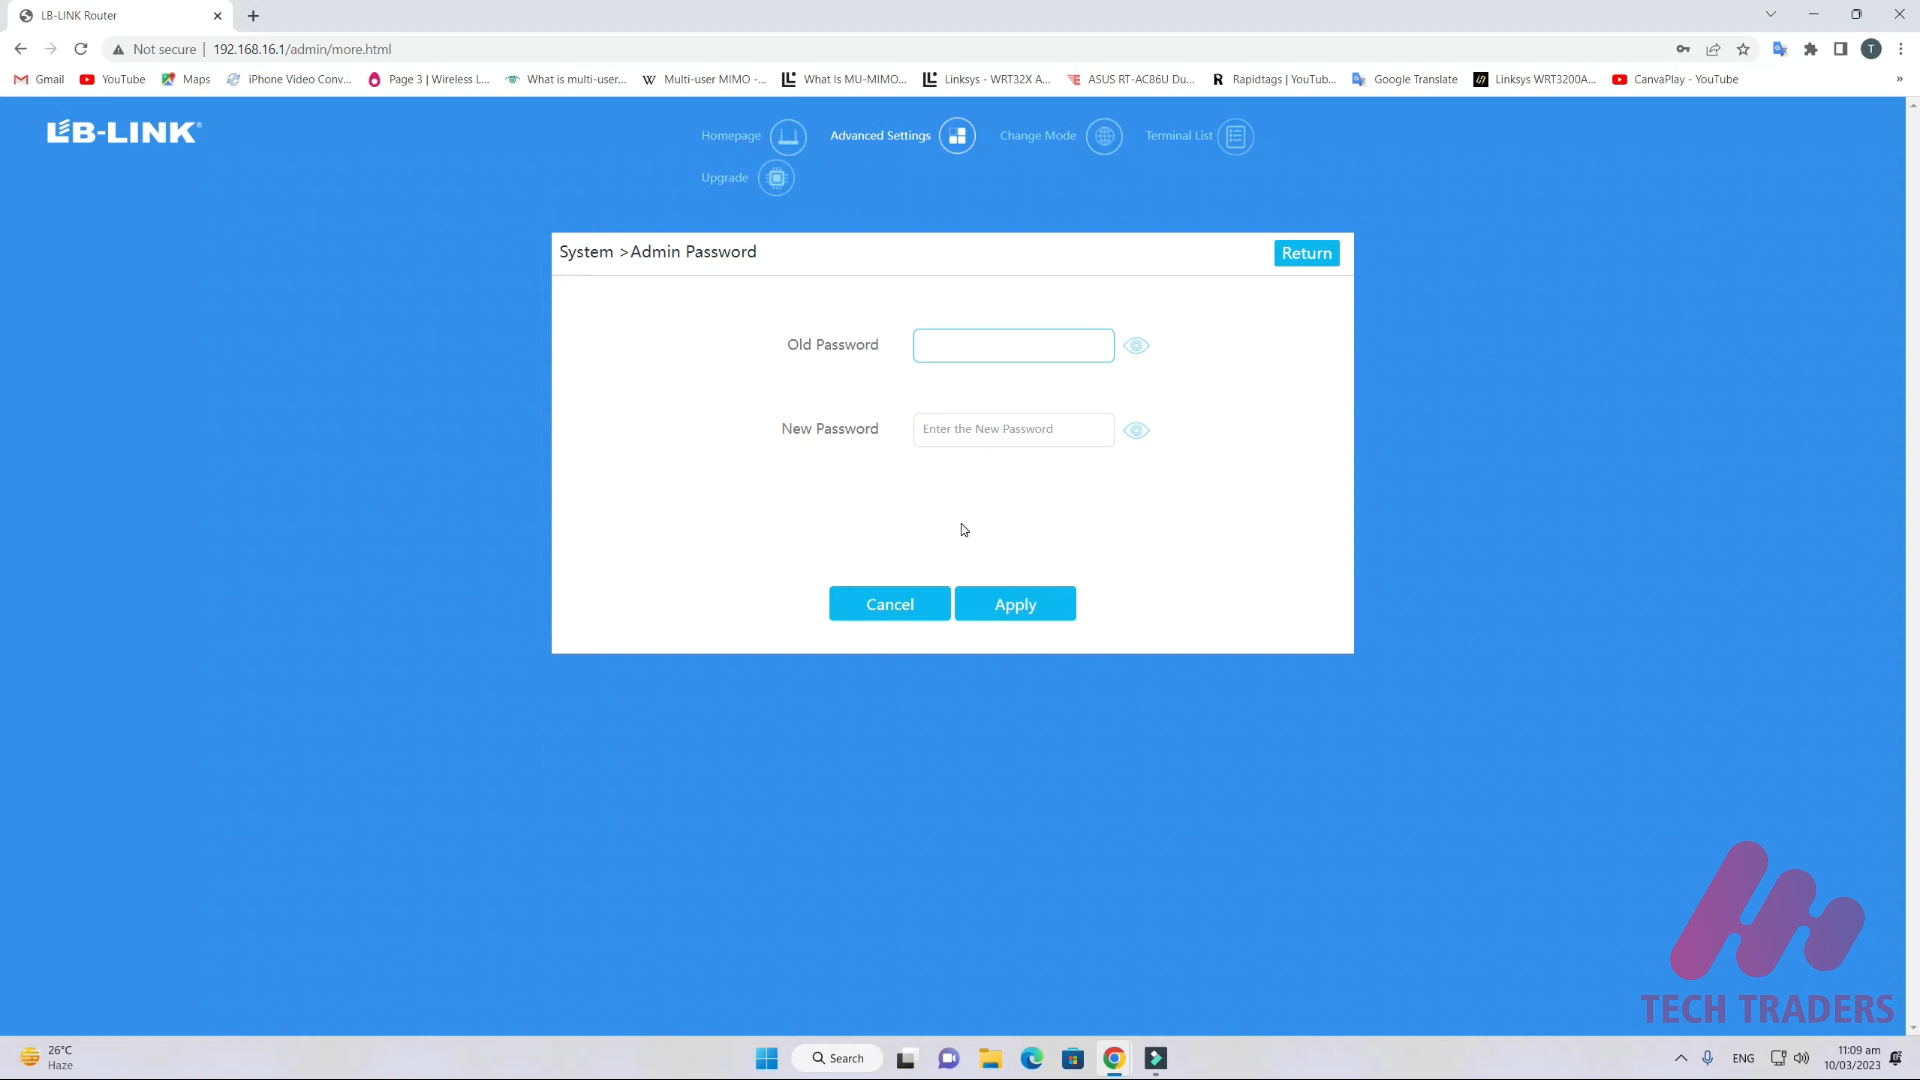 LB-LINK Router
Not secure | 192.168.16.1/admin/more.html
Gmail YouTube Maps iPhone Video Conv... Page 3 | Wireless L... What is multi-user... Multi-user MIMO -... What Is MU-MIMO... Linksys - WRT32X A... ASUS RT-AC86U Du... Rapidtags | YouTub... Google Translate Linksys WRT3200A... CanvaPlay - YouTube »
LB-LINK®
Homepage Advanced Settings Change Mode Terminal List
Upgrade
System >Admin Password Return
Old Password
New Password Enter the New Password
Cancel Apply
TECH TRADERS
26°C
Haze
Search
ENG
11:09 am
10/03/2023